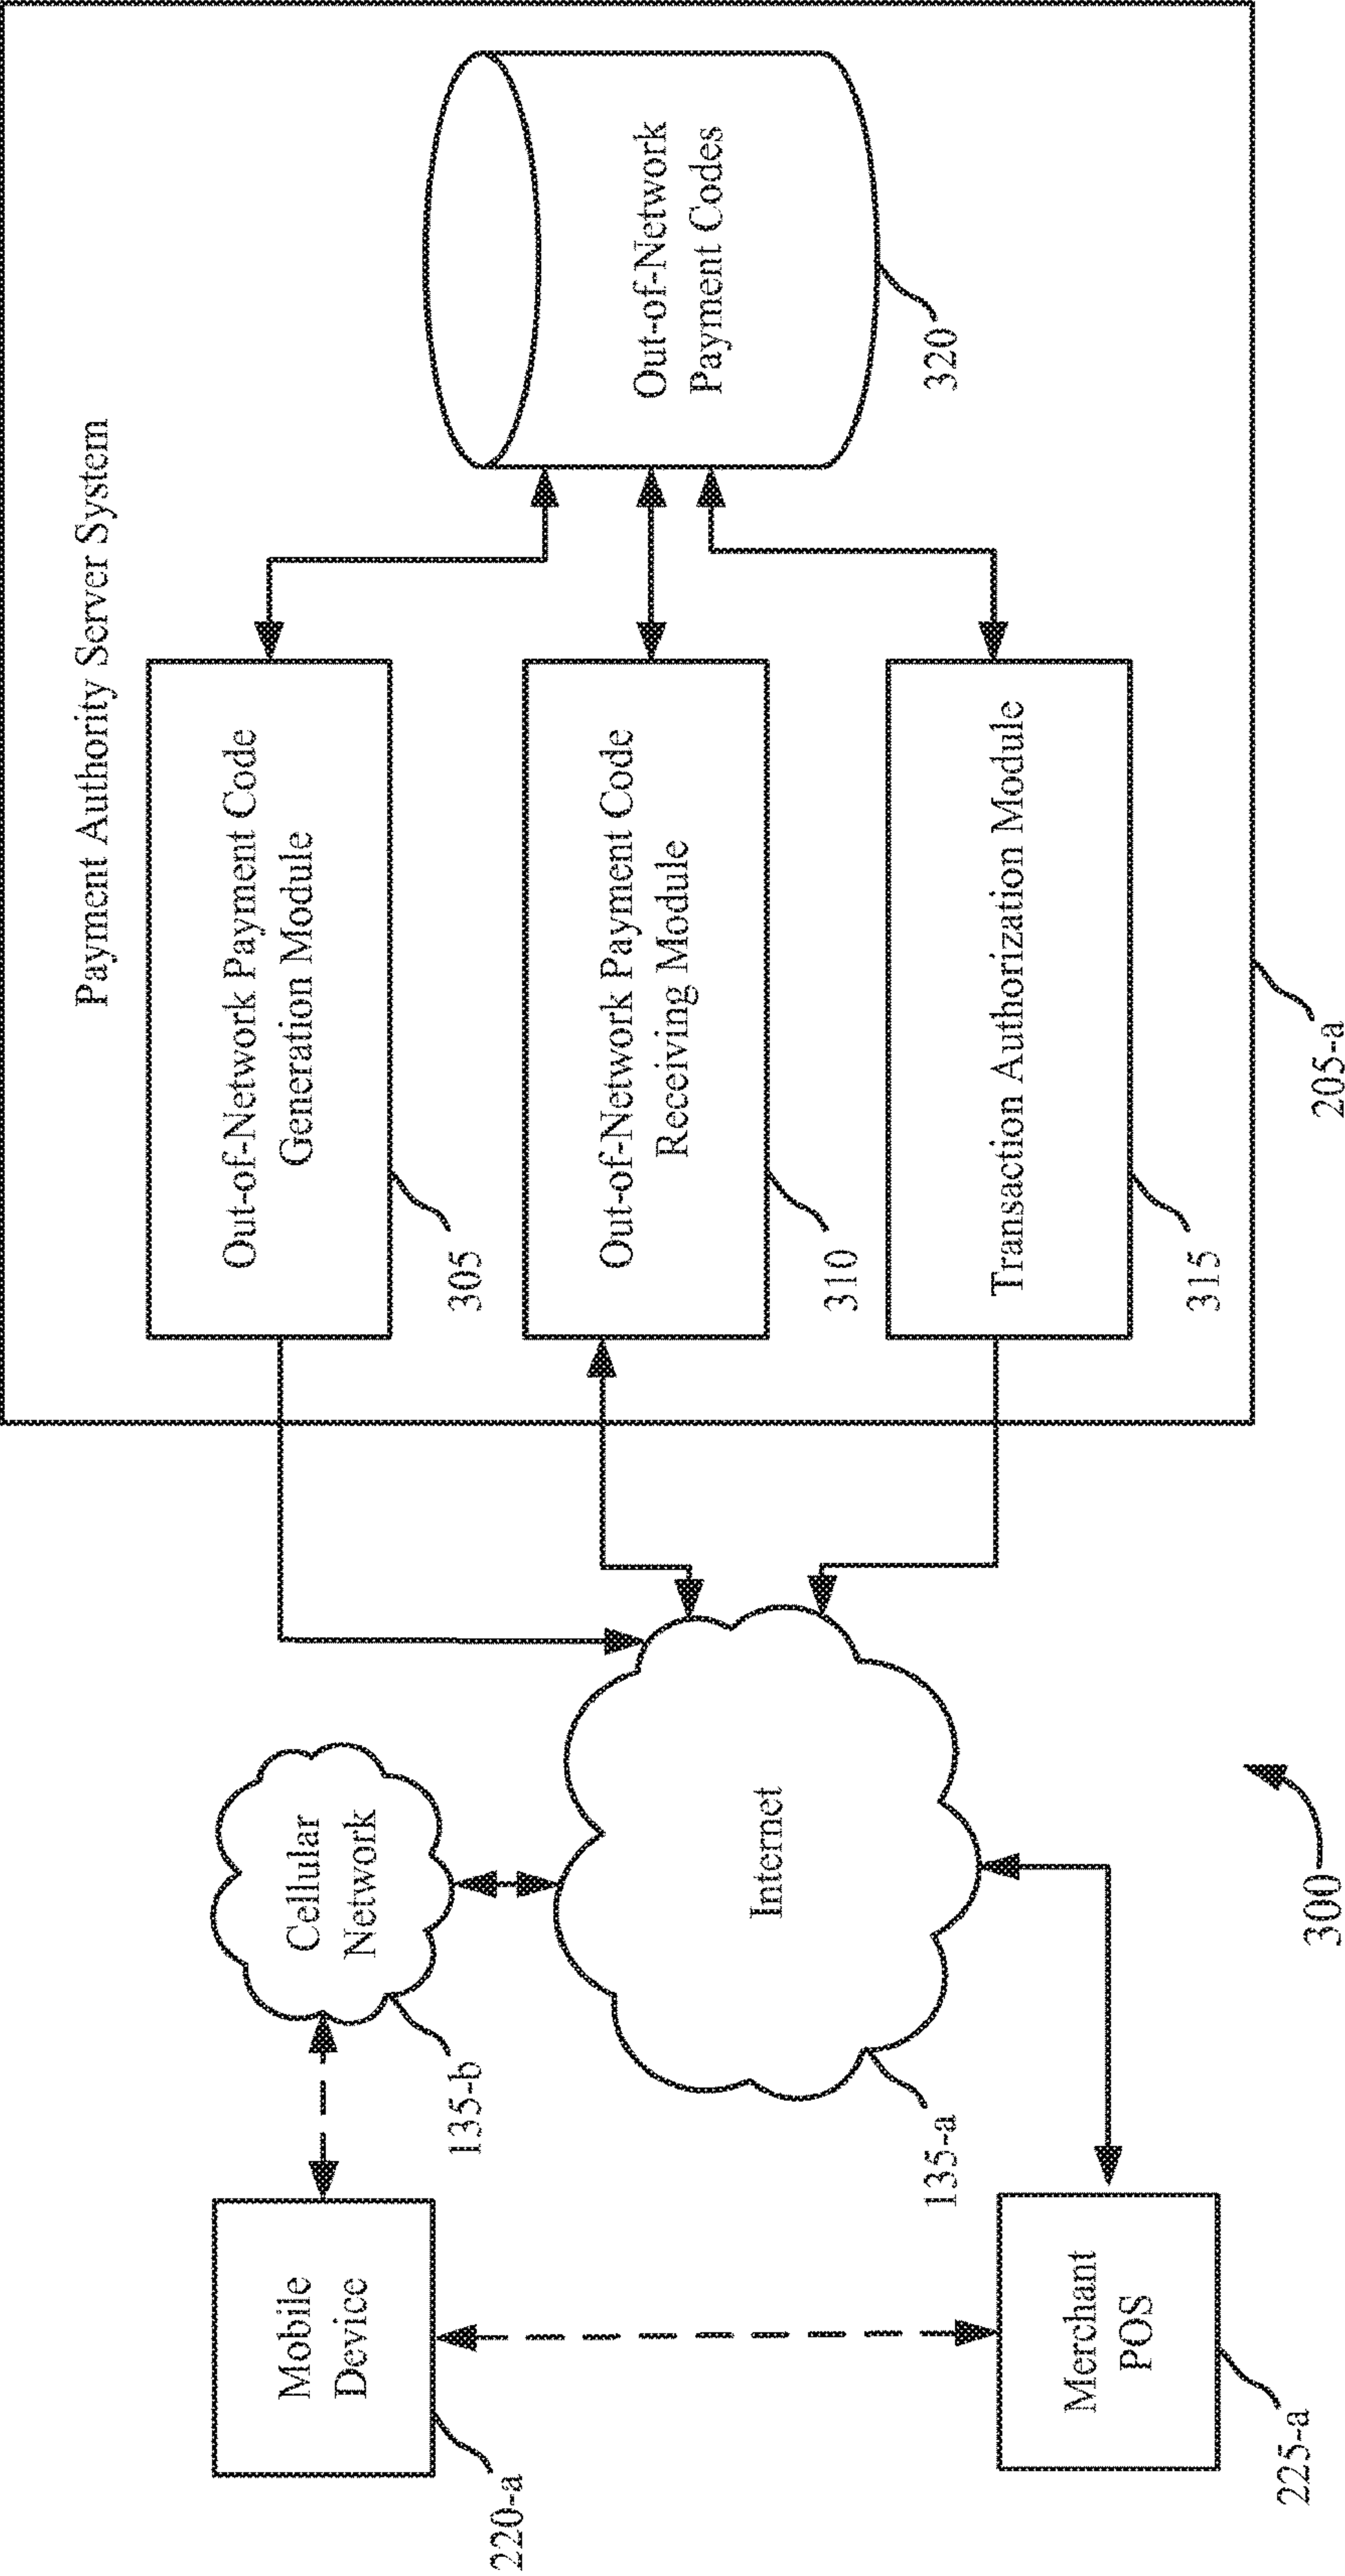 Payment Authority Server System
Mobile
Device
220-a
Cellular
Network
135-b
Out-of-Network Payment Code
Generation Module
305
Out-of-Network Payment Code
Receiving Module
310
Out-of-Network
Payment Codes
320
Internet
135-a
Transaction Authorization Module
315
Merchant
POS
225-a
205-a
300